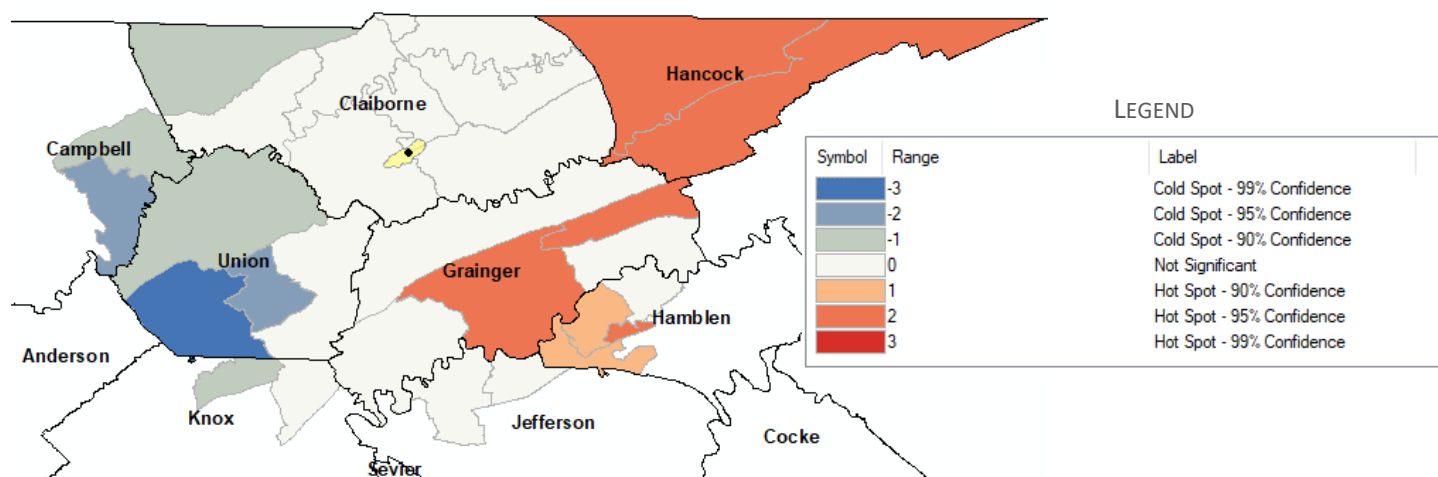 Hancock
Claiborne
Campbell
Union
Grainger
Hamblen
Anderson
Knox
Jefferson
Cocke
Sevier
LEGEND
Symbol Range Label
-3 Cold Spot - 99% Confidence
-2 Cold Spot - 95% Confidence
-1 Cold Spot - 90% Confidence
0 Not Significant
1 Hot Spot - 90% Confidence
2 Hot Spot - 95% Confidence
3 Hot Spot - 99% Confidence